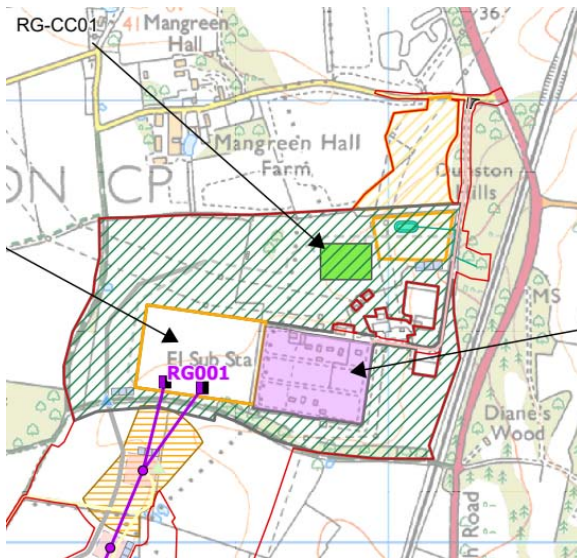 RG-CC01
41
Mangreen
Hall
36.
Mangreen Hall
Farm
ON CP
Dunston
Hills
MS
El Sub Sta
RG001
Diane's
Wood
h Road